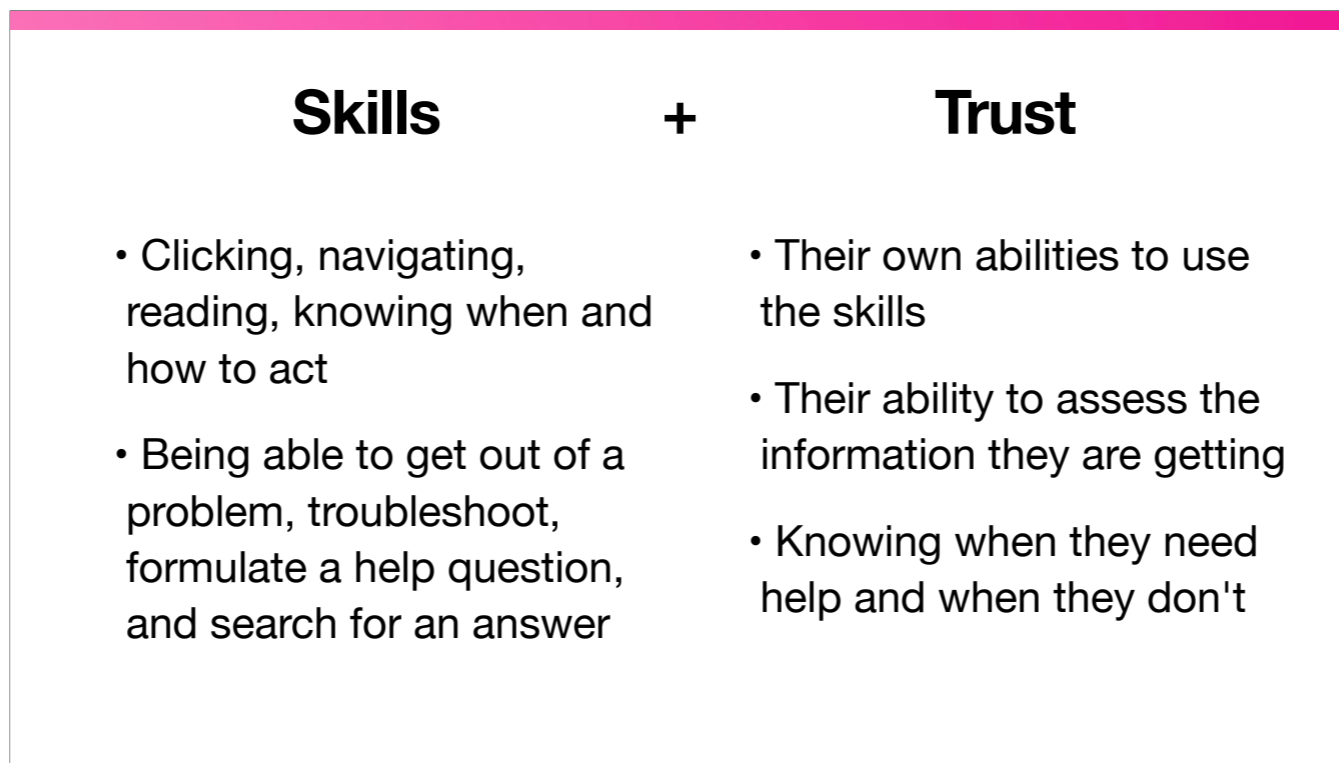 Skills + Trust
• Clicking, navigating,
reading, knowing when and
how to act
• Being able to get out of a
problem, troubleshoot,
formulate a help question,
and search for an answer
• Their own abilities to use
the skills
• Their ability to assess the
information they are getting
• Knowing when they need
help and when they don't